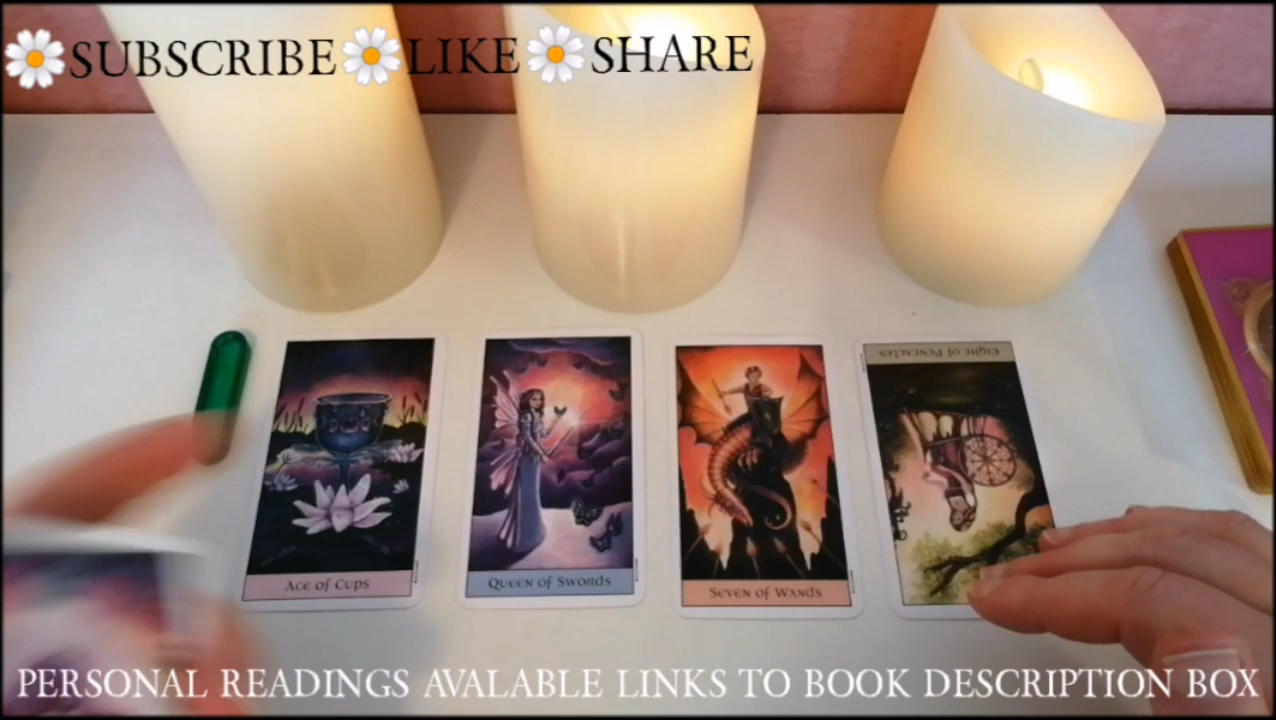 SUBSCRIBE LIKE SHARE
Eight of Pentacles
Ace of Cups
Queen of Swords
Seven of Wands
PERSONAL READINGS AVALABLE LINKS TO BOOK DESCRIPTION BOX